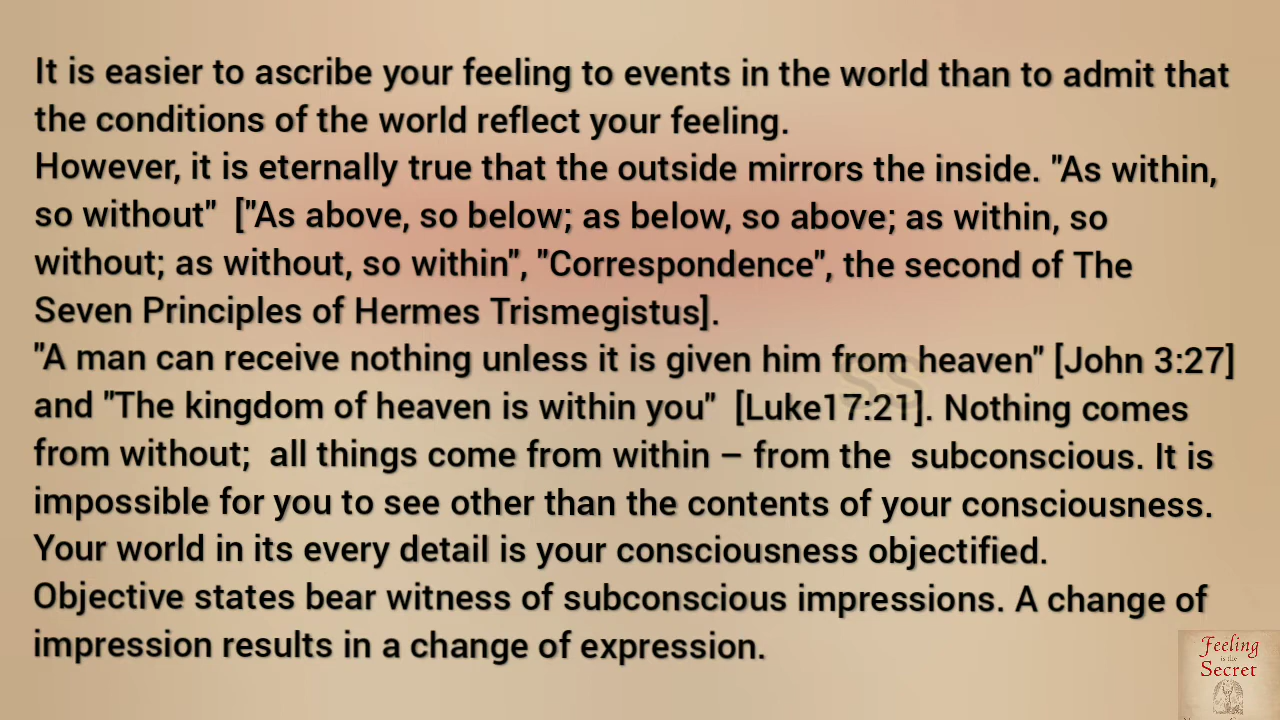 It is easier to ascribe your feeling to events in the world than to admit that
the conditions of the world reflect your feeling.
However, it is eternally true that the outside mirrors the inside. "As within,
so without"  ["As above, so below; as below, so above; as within, so
without; as without, so within", "Correspondence", the second of The
Seven Principles of Hermes Trismegistus].
"A man can receive nothing unless it is given him from heaven" [John 3:27]
and "The kingdom of heaven is within you"  [Luke17:21]. Nothing comes
from without;  all things come from within – from the  subconscious. It is
impossible for you to see other than the contents of your consciousness.
Your world in its every detail is your consciousness objectified.
Objective states bear witness of subconscious impressions. A change of
impression results in a change of expression.
Feeling
is the
Secret